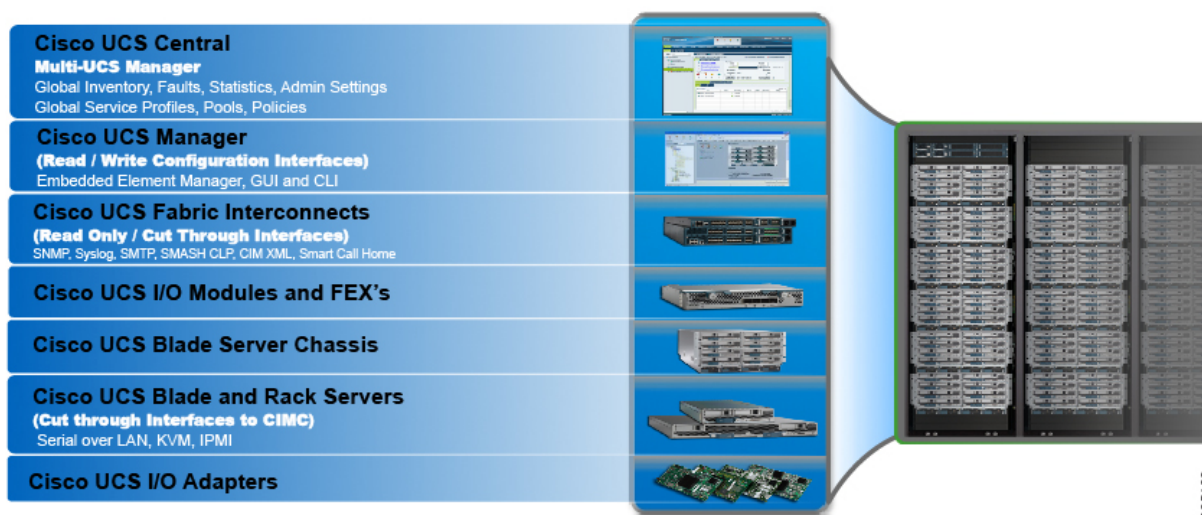 Cisco UCS Central
Multi-UCS Manager
Global Inventory, Faults, Statistics, Admin Settings
Global Service Profiles, Pools, Policies
Cisco UCS Manager
(Read / Write Configuration Interfaces)
Embedded Element Manager, GUI and CLI
Cisco UCS Fabric Interconnects
(Read Only / Cut Through Interfaces)
SNMP, Syslog, SMTP, SMASH CLP, CIM XML, Smart Call Home
Cisco UCS I/O Modules and FEX's
Cisco UCS Blade Server Chassis
Cisco UCS Blade and Rack Servers
(Cut through Interfaces to CIMC)
Serial over LAN, KVM, IPMI
Cisco UCS I/O Adapters